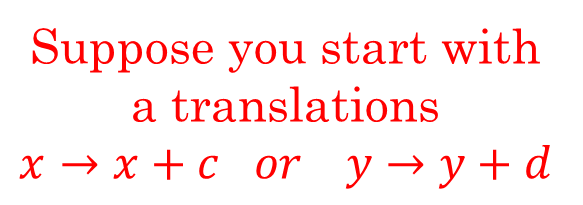 Suppose you start with
a translations
𝑥 → 𝑥 + 𝑐 𝑜𝑟 𝑦 → 𝑦 + 𝑑